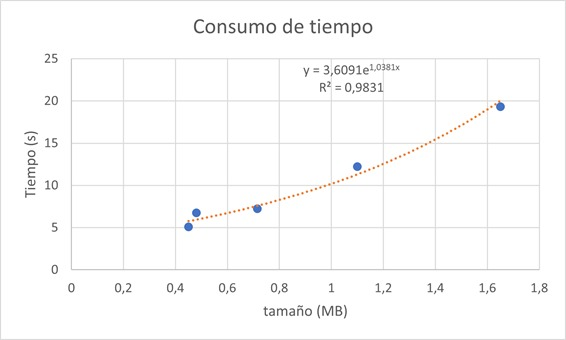 Consumo de tiempo
y = 3,6091e^1,0381x
R² = 0,9831
25
20
15
10
5
0
Tiempo (s)
0 0,2 0,4 0,6 0,8 1 1,2 1,4 1,6 1,8
tamaño (MB)